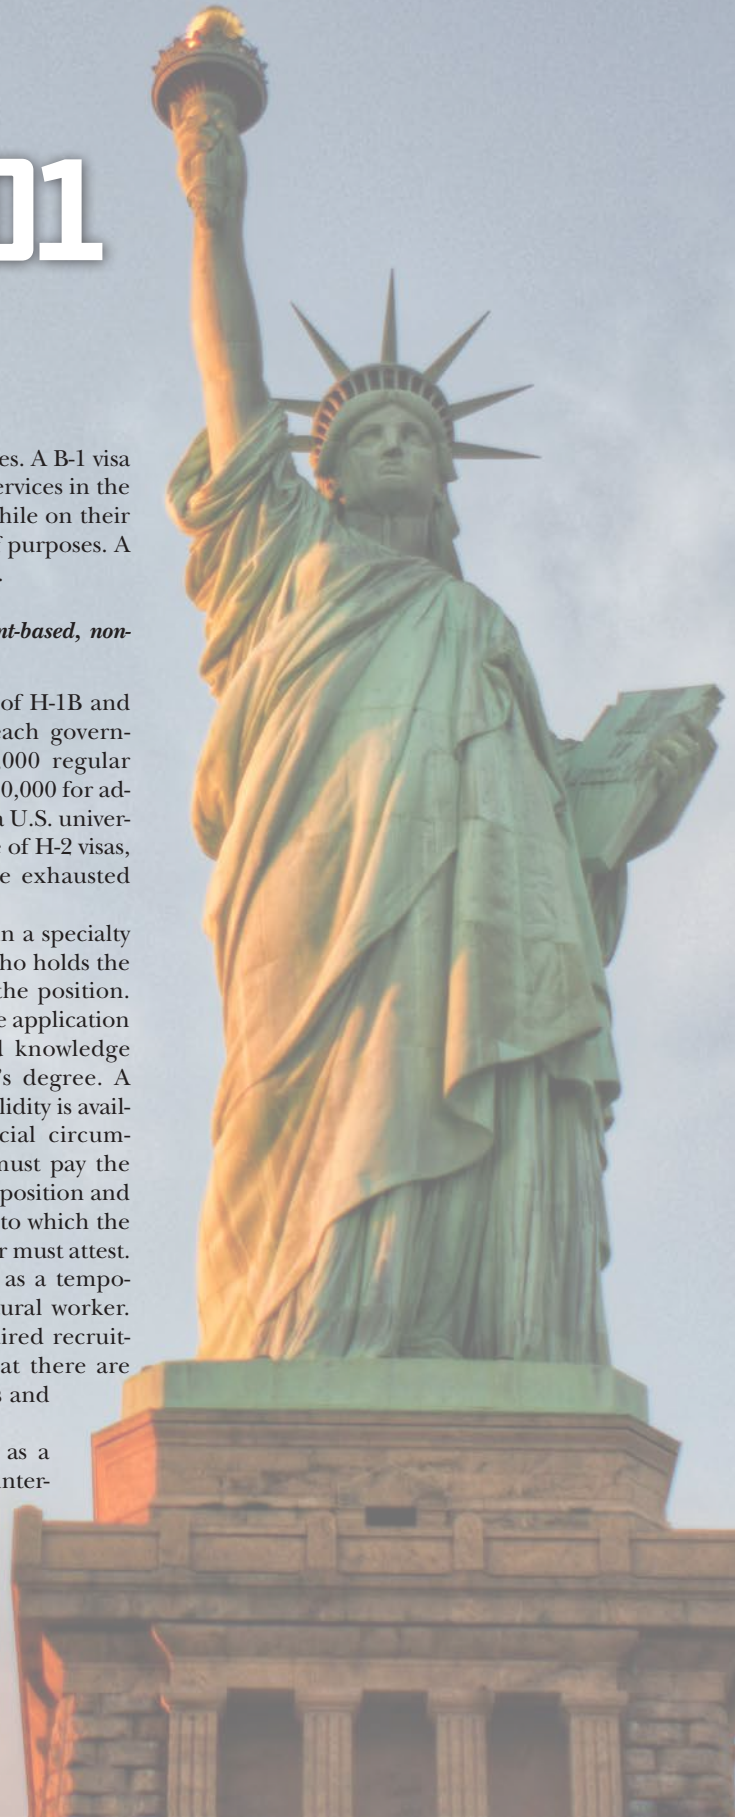 01
es. A B-1 visa
ervices in the
hile on their
f purposes. A
.
nt-based, non-
of H-1B and
each govern-
,000 regular
0,000 for ad-
a U.S. univer-
e of H-2 visas,
e exhausted
n a specialty
ho holds the
the position.
e application
d knowledge
's degree. A
lidity is avail-
cial circum-
must pay the
position and
to which the
r must attest.
as a tempo-
ural worker.
ired recruit-
at there are
s and
as a
nter-